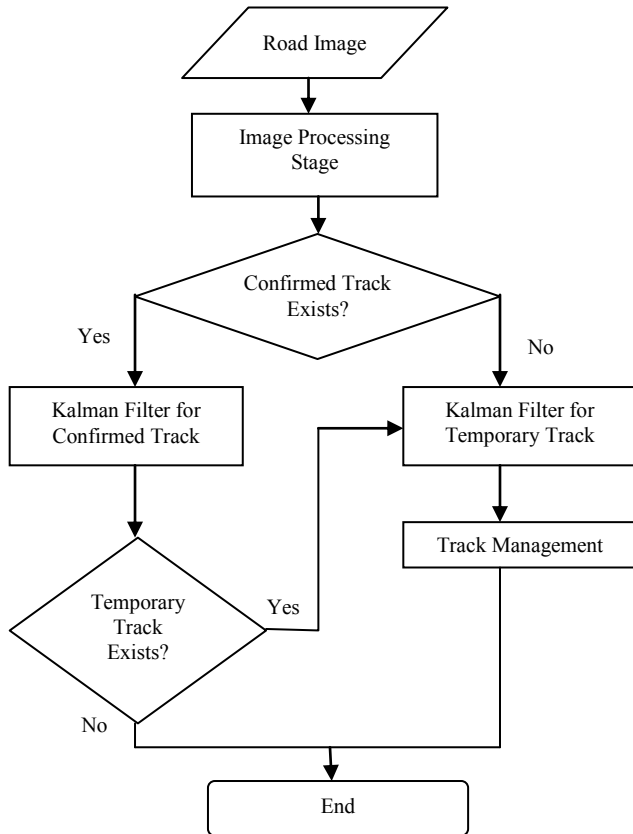 Road Image
Image Processing
Stage
Confirmed Track
Exists?
Yes
No
Kalman Filter for
Confirmed Track
Kalman Filter for
Temporary Track
Track Management
Temporary
Track
Exists?
Yes
No
End